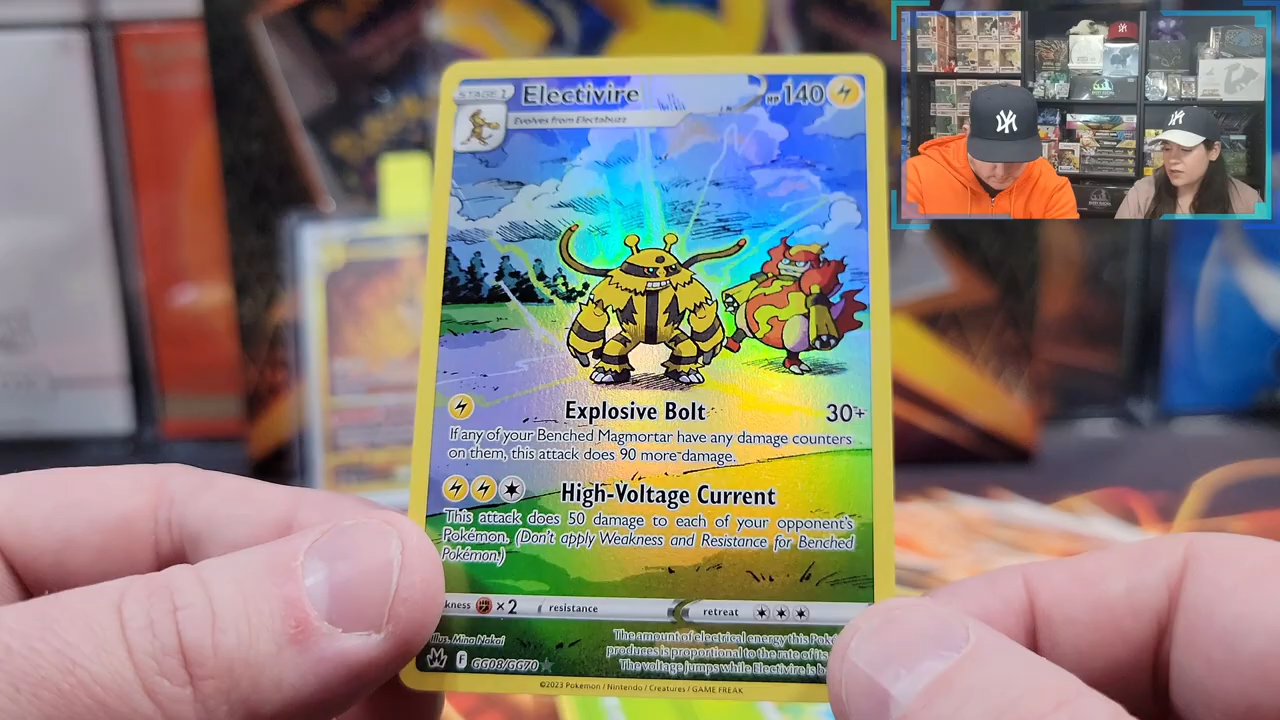 STAGE 1
Electivire
HP 140
Evolves from Electabuzz
Explosive Bolt 30+
If any of your Benched Magmortar have any damage counters
on them, this attack does 90 more damage.
High-Voltage Current
This attack does 50 damage to each of your opponent's
Pokémon. (Don't apply Weakness and Resistance for Benched
Pokémon.)
kness ×2 resistance retreat
Illus. Mina Nakai
The amount of electrical energy this Poké
produces is proportional to the rate of its
The voltage jumps while Electivire is b
F GG08/GG70 ★
©2023 Pokémon / Nintendo / Creatures / GAME FREAK